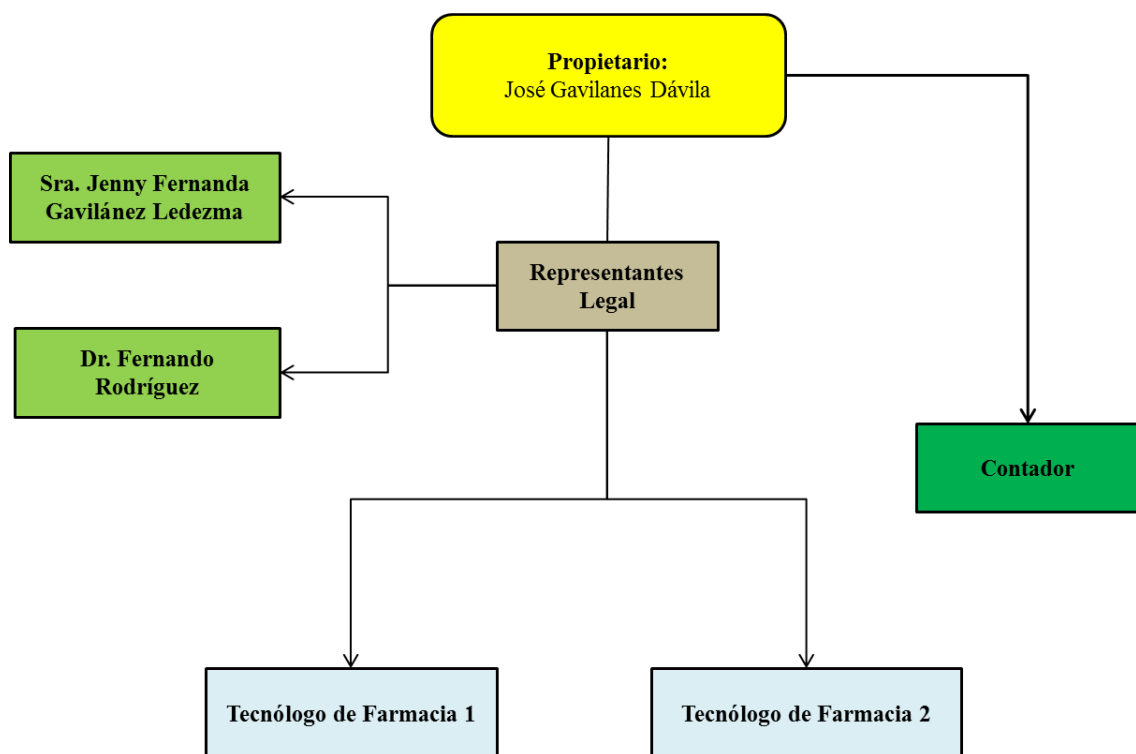 Propietario:
José Gavilanes Dávila
Sra. Jenny Fernanda
Gavilánez Ledezma
Representantes
Legal
Dr. Fernando
Rodríguez
Contador
Tecnólogo de Farmacia 1
Tecnólogo de Farmacia 2